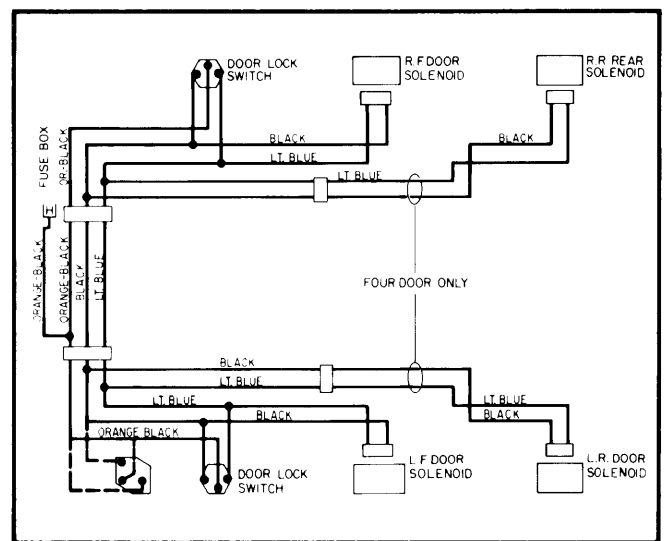 DOOR LOCK
SWITCH
R.F DOOR
SOLENOID
R.R REAR
SOLENOID
FUSE BOX
OR-BLACK
BLACK
LT. BLUE
BLACK
LT BLUE
H
ORANGE-BLACK
ORANGE-BLACK
BLACK
LT. BLUE
FOUR DOOR ONLY
BLACK
LT. BLUE
LT. BLUE
BLACK
LT. BLUE
BLACK
ORANGE BLACK
DOOR LOCK
SWITCH
L F DOOR
SOLENOID
L.R. DOOR
SOLENOID